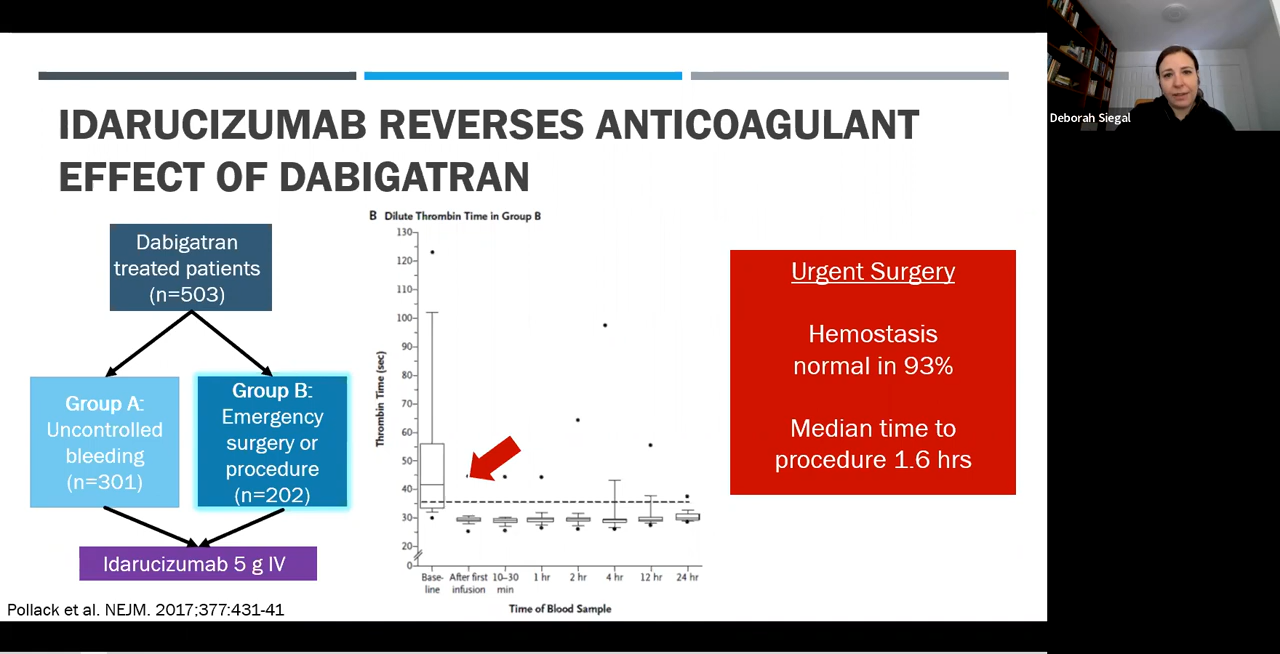 IDARUCIZUMAB REVERSES ANTICOAGULANT
EFFECT OF DABIGATRAN
Deborah Siegal
Dabigatran
treated patients
(n=503)
Group A:
Uncontrolled
bleeding
(n=301)
Group B:
Emergency
surgery or
procedure
(n=202)
Idarucizumab 5 g IV
B Dilute Thrombin Time in Group B
Thrombin Time (sec)
130
120
110
100
90
80
70
60
50
40
30
20
0
Base-
line
After first
infusion
10–30
min
1 hr
2 hr
4 hr
12 hr
24 hr
Time of Blood Sample
Urgent Surgery
Hemostasis
normal in 93%
Median time to
procedure 1.6 hrs
Pollack et al. NEJM. 2017;377:431-41